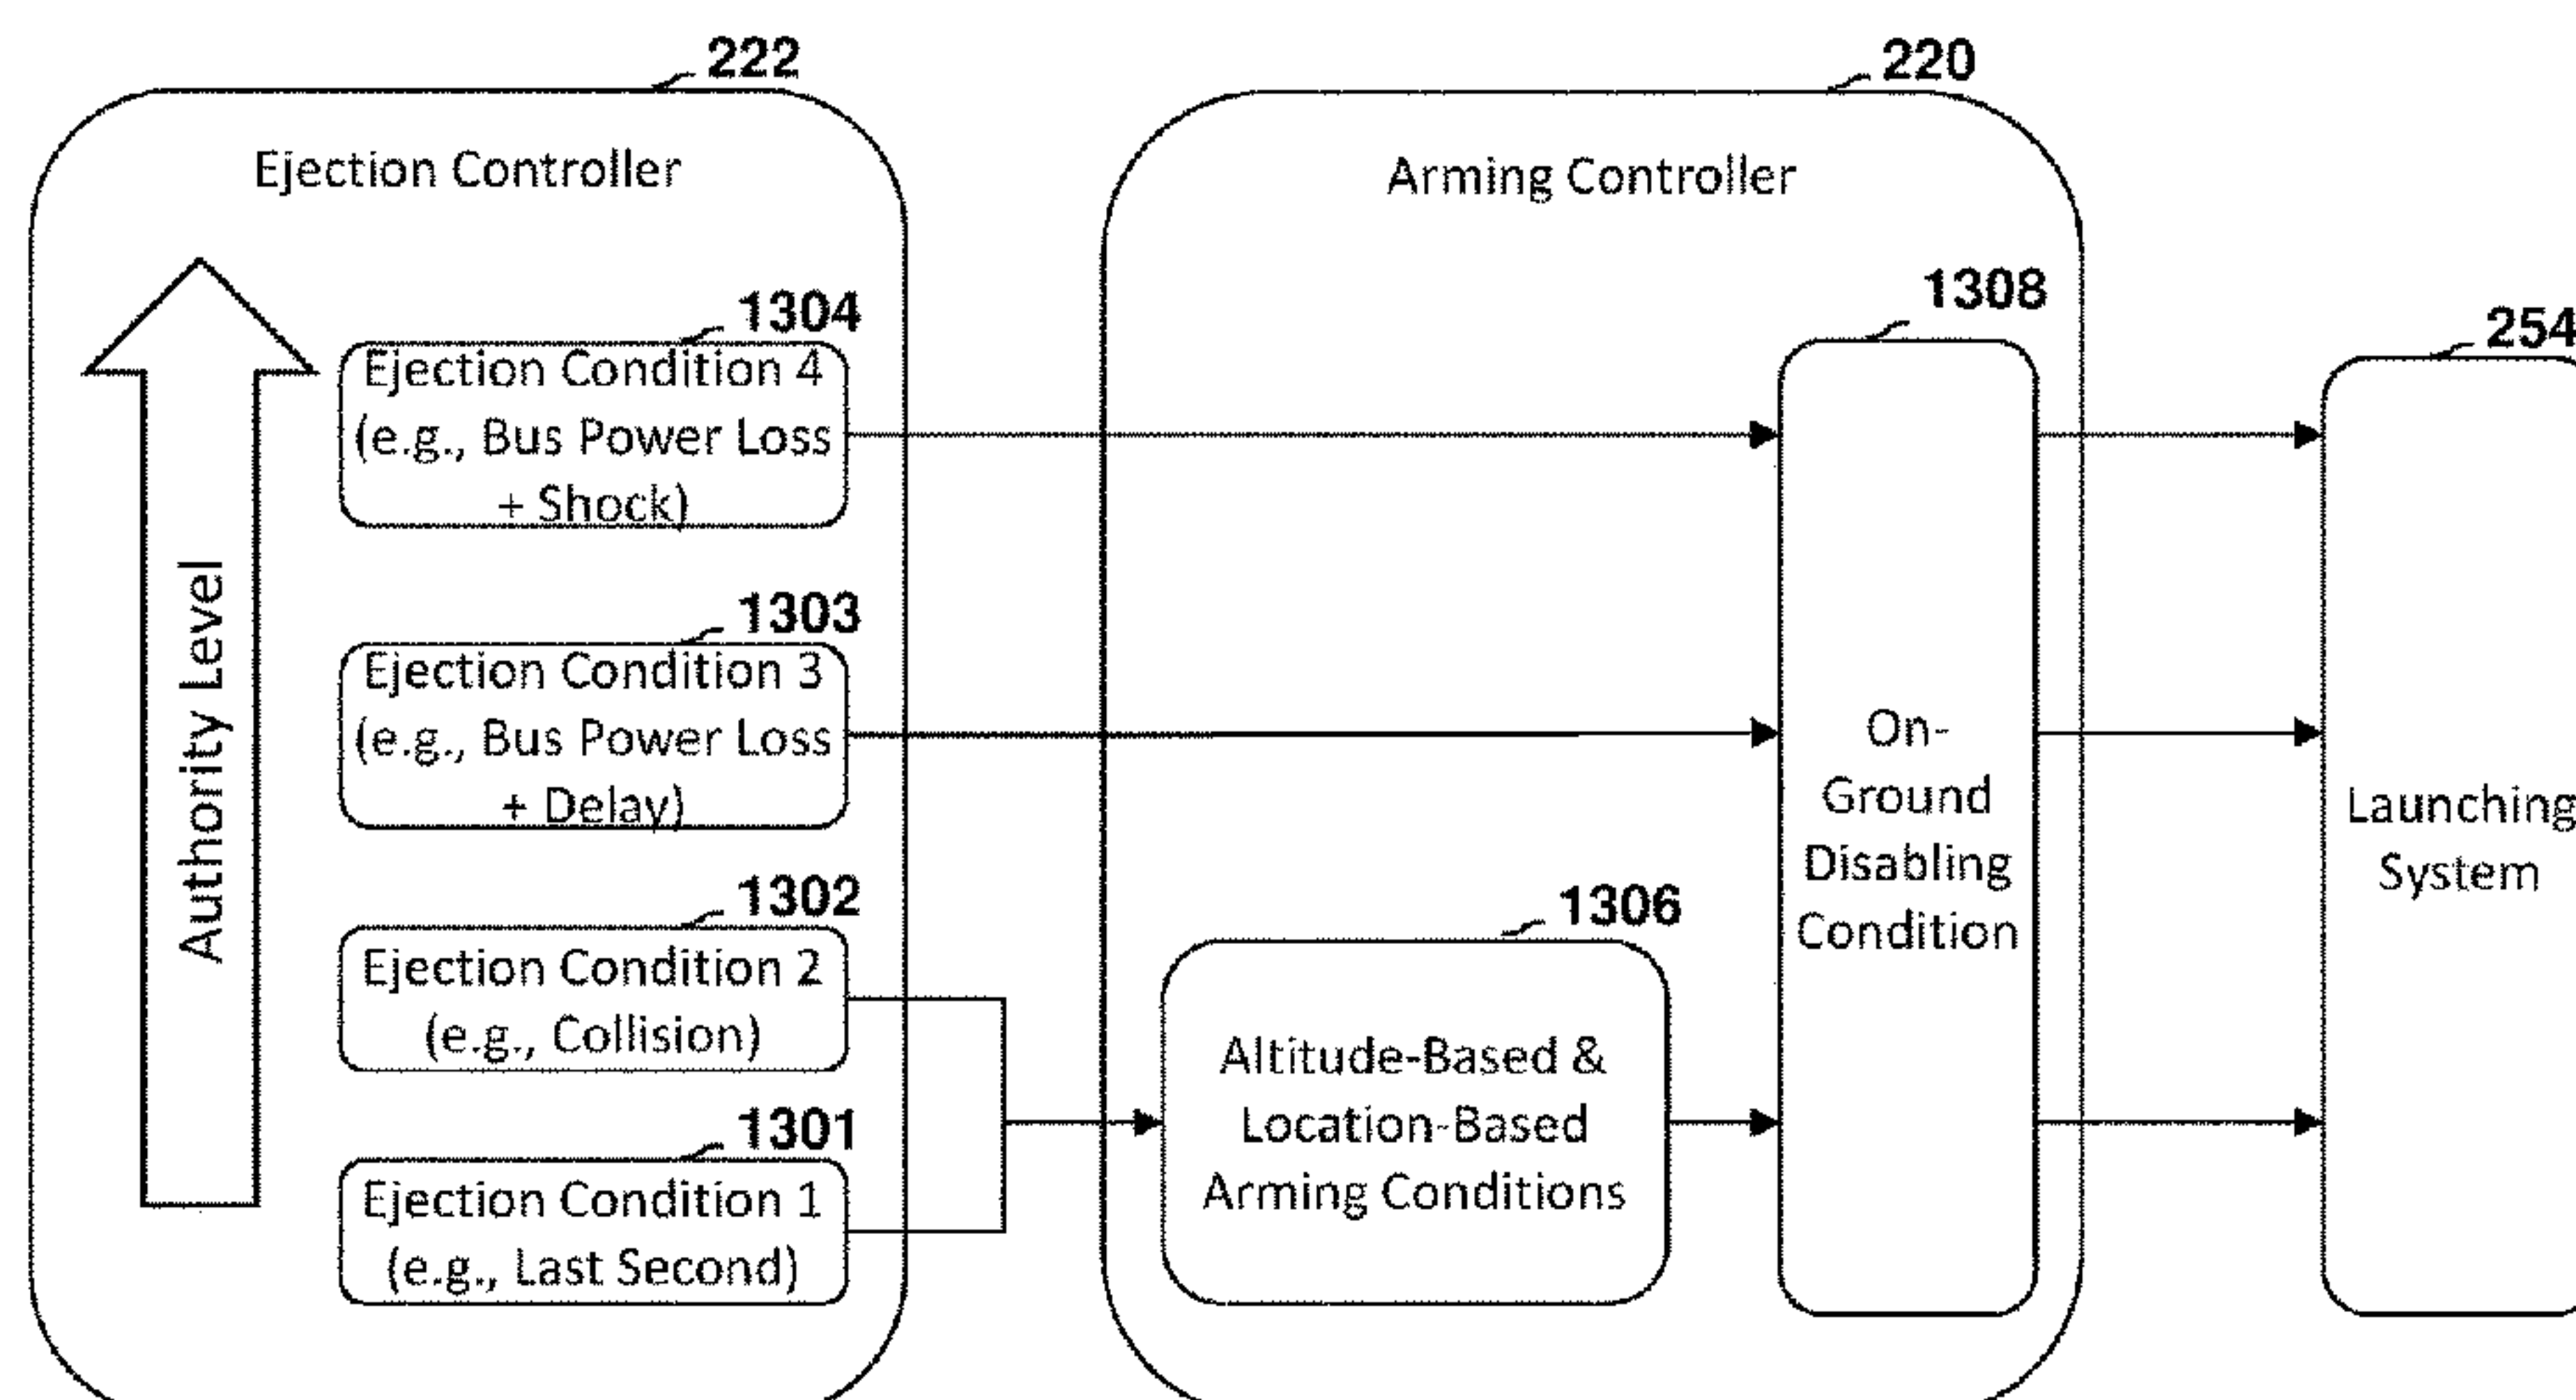 222
Ejection Controller
Authority Level
1304
Ejection Condition 4
(e.g., Bus Power Loss
+ Shock)
1303
Ejection Condition 3
(e.g., Bus Power Loss
+ Delay)
1302
Ejection Condition 2
(e.g., Collision)
1301
Ejection Condition 1
(e.g., Last Second)
220
Arming Controller
1306
Altitude-Based &
Location-Based
Arming Conditions
1308
On-
Ground
Disabling
Condition
254
Launching
System